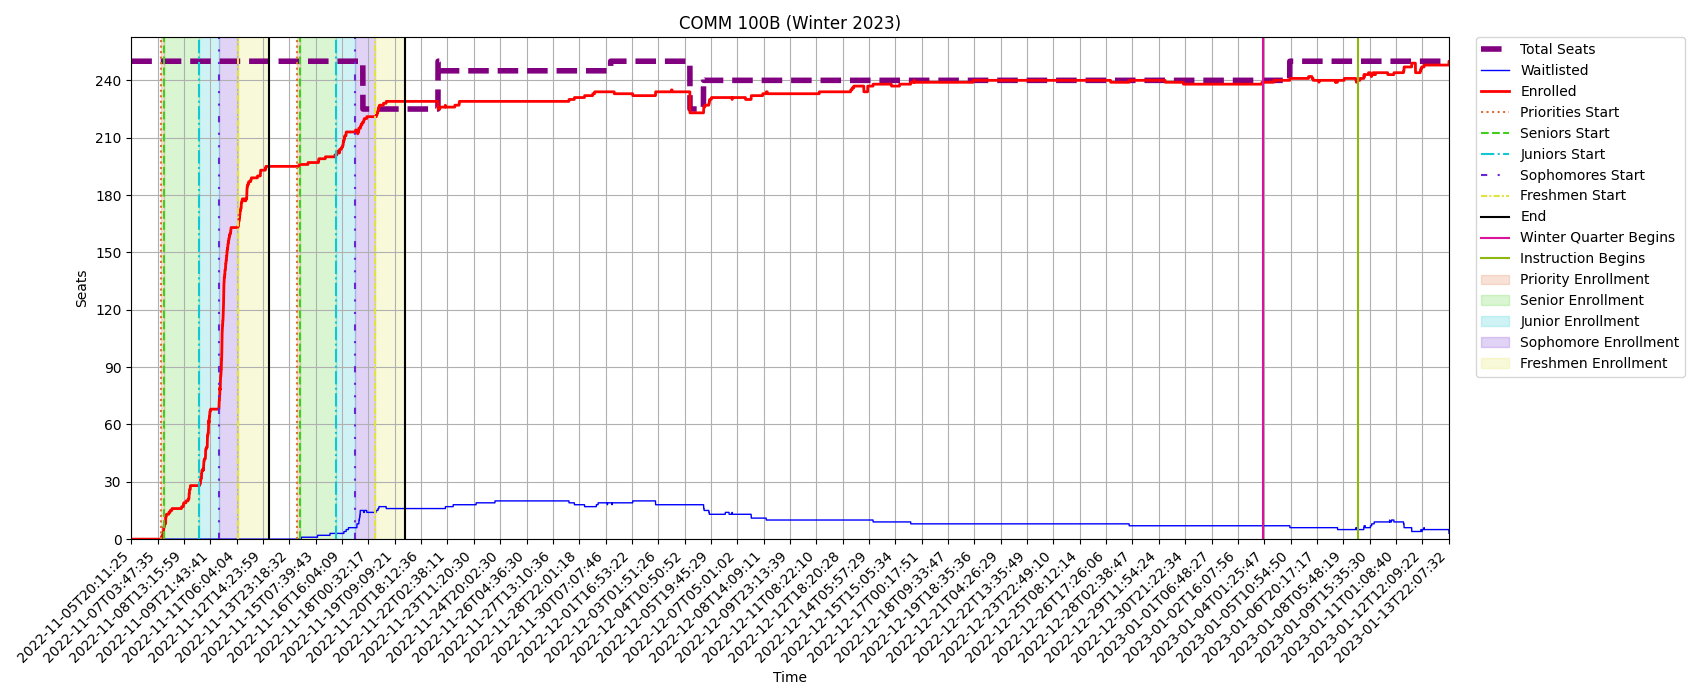 COMM 100B (Winter 2023)
Seats
240
210
180
150
120
90
60
30
0
2022-11-05T20:11:25
2022-11-07T03:47:35
2022-11-08T13:15:59
2022-11-09T21:43:41
2022-11-11T06:04:04
2022-11-12T14:23:59
2022-11-13T23:18:32
2022-11-15T07:39:43
2022-11-16T16:04:09
2022-11-18T00:32:17
2022-11-19T09:09:21
2022-11-20T18:12:36
2022-11-22T02:38:11
2022-11-23T11:20:30
2022-11-24T20:02:30
2022-11-26T04:36:30
2022-11-27T13:10:36
2022-11-28T22:01:18
2022-11-30T07:07:46
2022-12-01T16:53:22
2022-12-03T01:51:26
2022-12-04T10:50:52
2022-12-05T19:45:29
2022-12-07T05:01:02
2022-12-08T14:09:11
2022-12-09T23:13:39
2022-12-11T08:22:10
2022-12-12T18:20:28
2022-12-14T05:57:29
2022-12-15T15:05:34
2022-12-17T00:17:51
2022-12-18T09:33:47
2022-12-19T18:35:36
2022-12-21T04:26:29
2022-12-22T13:35:49
2022-12-23T22:49:10
2022-12-25T08:12:14
2022-12-26T17:26:06
2022-12-28T02:38:47
2022-12-29T11:54:24
2022-12-30T21:22:34
2023-01-01T06:48:27
2023-01-02T16:07:56
2023-01-04T01:25:47
2023-01-05T10:54:50
2023-01-06T20:17:17
2023-01-08T05:48:19
2023-01-09T15:35:30
2023-01-11T01:08:40
2023-01-12T12:09:22
2023-01-13T22:07:32
Time
Total Seats
Waitlisted
Enrolled
Priorities Start
Seniors Start
Juniors Start
Sophomores Start
Freshmen Start
End
Winter Quarter Begins
Instruction Begins
Priority Enrollment
Senior Enrollment
Junior Enrollment
Sophomore Enrollment
Freshmen Enrollment